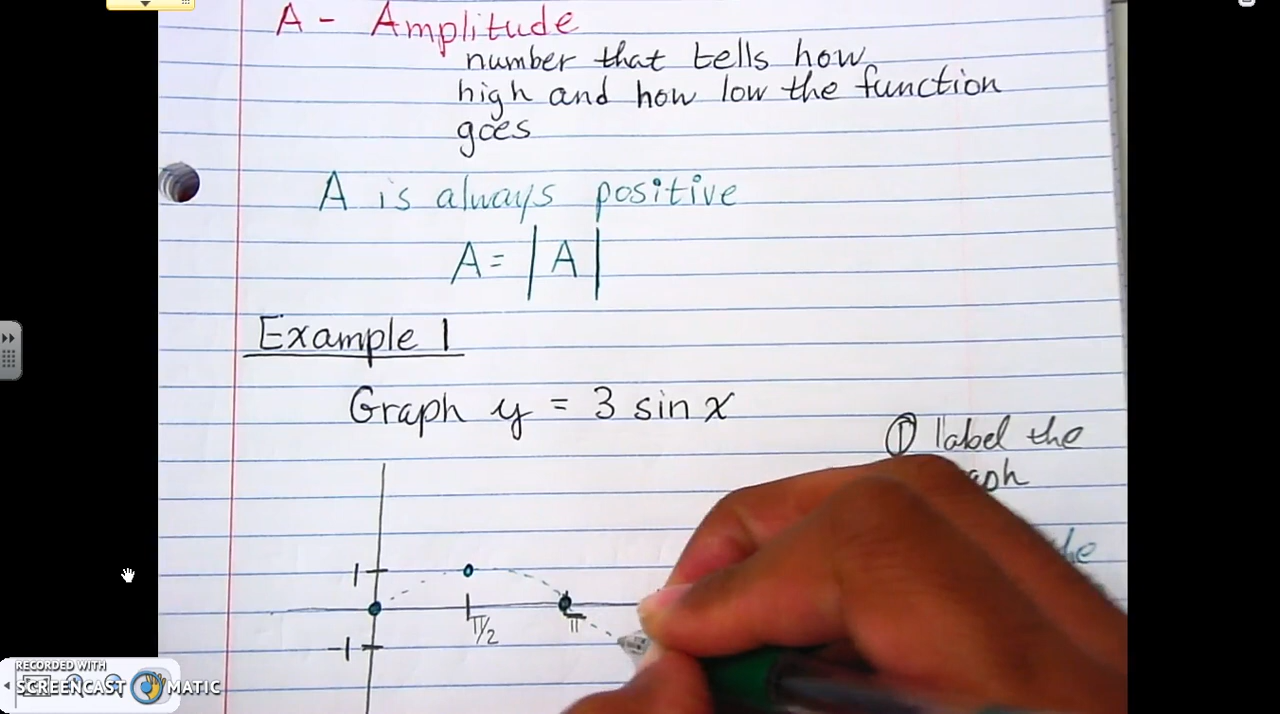 A - Amplitude
number that tells how
high and how low the function
goes
A is always positive
A = |A|
Example 1
Graph y = 3 sin x
① label the
1
π/2
π
-1
RECORDED WITH
SCREENCAST MATIC